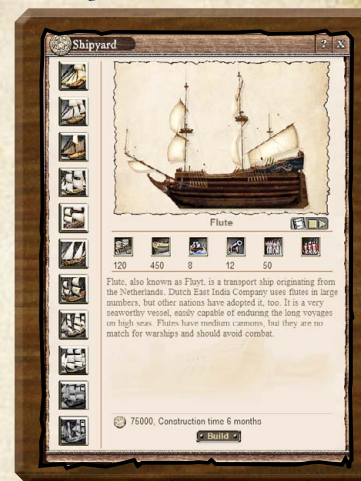 Shipyard ? X
Flute
120 450 8 12 50
Flute, also known as Fluyt, is a transport ship originating from
the Netherlands. Dutch East India Company uses flutes in large
numbers, but other nations have adopted it, too. It is a very
seaworthy vessel, easily capable of enduring the long voyages
on high seas. Flutes have medium cannons, but they are no
match for warships and should avoid combat.
75000, Construction time 6 months
Build